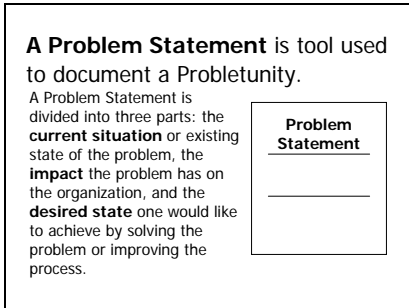 A Problem Statement is tool used
to document a Probletunity.
A Problem Statement is
divided into three parts: the
current situation or existing
state of the problem, the
impact the problem has on
the organization, and the
desired state one would like
to achieve by solving the
problem or improving the
process.
Problem
Statement